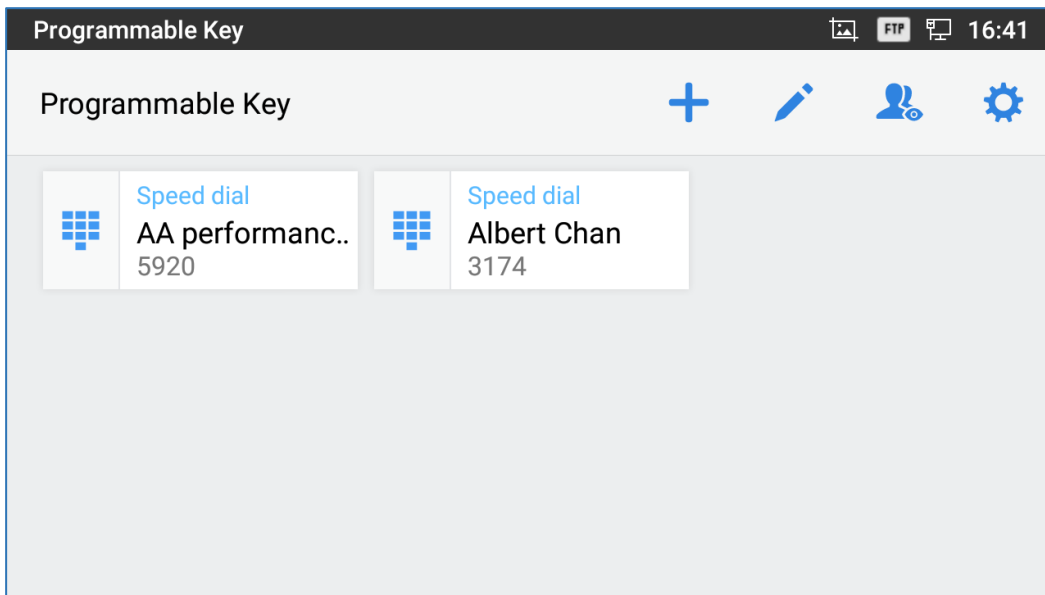 Programmable Key
FTP
16:41
Programmable Key
Speed dial
AA performanc..
5920
Speed dial
Albert Chan
3174